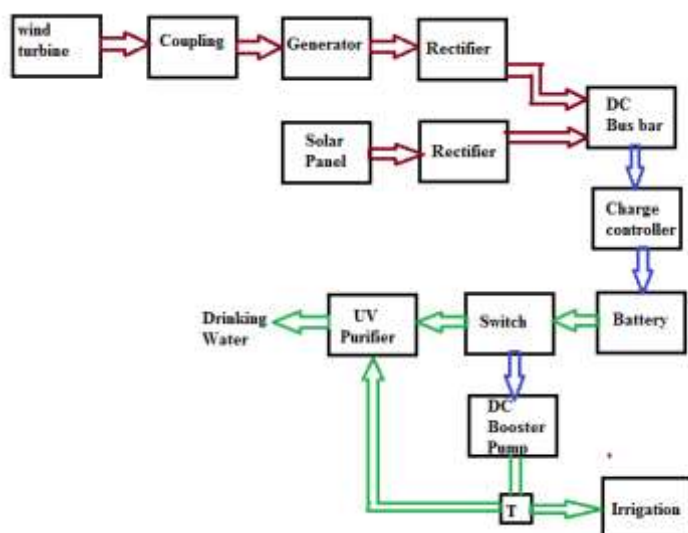 wind
turbine
Coupling
Generator
Rectifier
DC
Bus bar
Solar
Panel
Rectifier
Charge
controller
Drinking
Water
UV
Purifier
Switch
Battery
DC
Booster
Pump
T
Irrigation